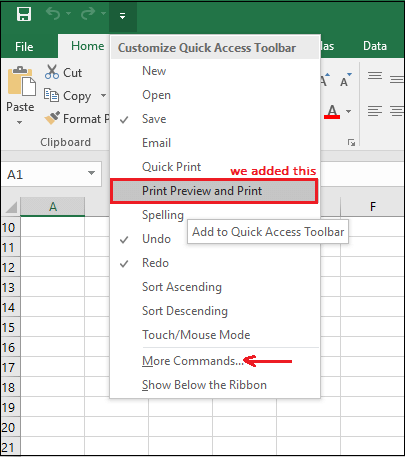 File
Home
las
Customize Quick Access Toolbar
Cut
Copy
Format P
Paste
Clipboard
New
Open
Save
Email
Quick Print
we added this
Print Preview and Print
Spelling
Add to Quick Access Toolbar
Undo
Redo
Sort Ascending
Sort Descending
Touch/Mouse Mode
More Commands...
Show Below the Ribbon
A
A1
A
F
10
11
12
13
14
15
16
17
18
19
20
21